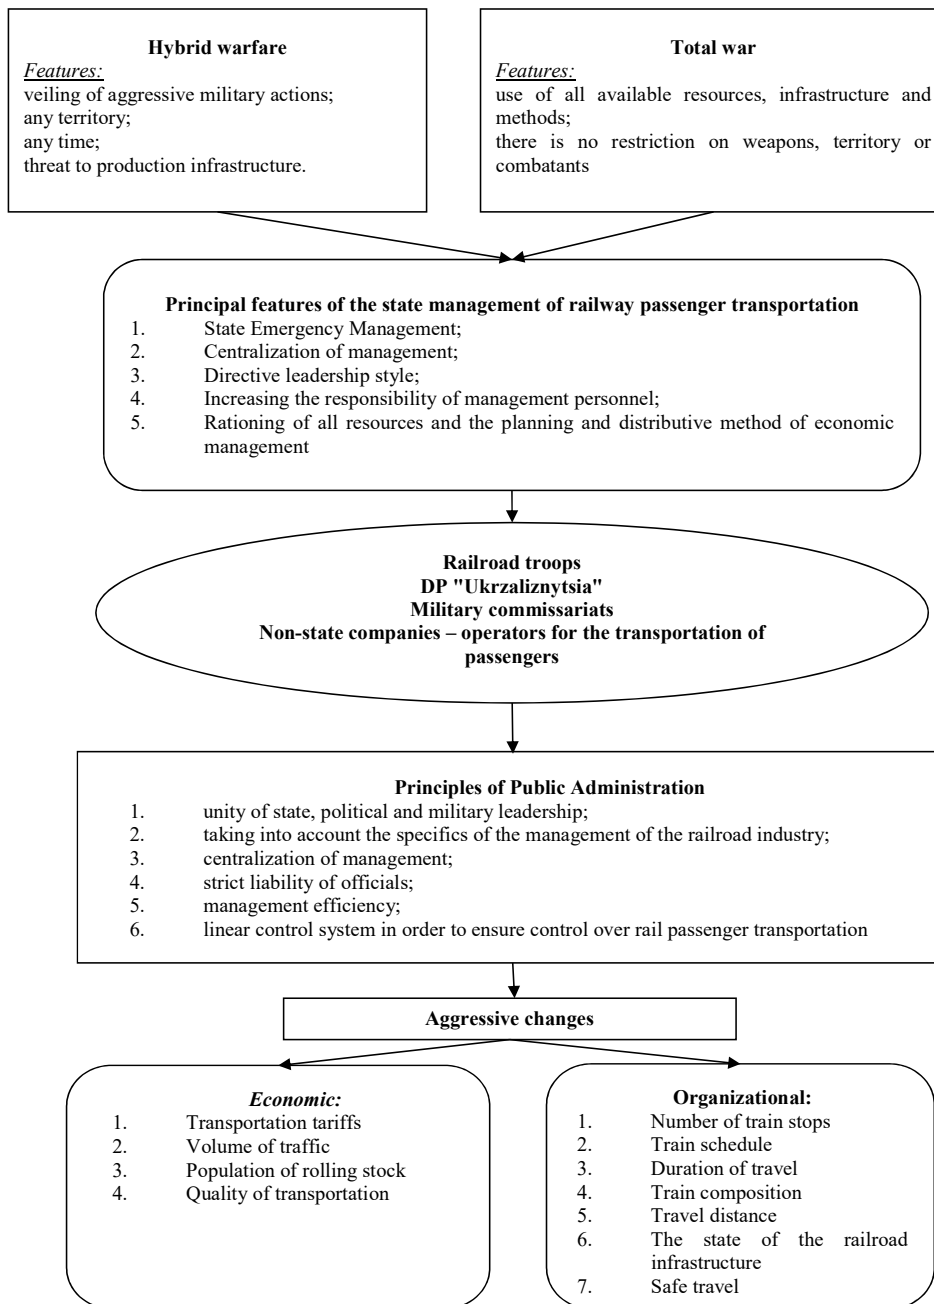 Hybrid warfare
Features:
veiling of aggressive military actions;
any territory;
any time;
threat to production infrastructure.
Total war
Features:
use of all available resources, infrastructure and
methods;
there is no restriction on weapons, territory or
combatants
Principal features of the state management of railway passenger transportation
1. State Emergency Management;
2. Centralization of management;
3. Directive leadership style;
4. Increasing the responsibility of management personnel;
5. Rationing of all resources and the planning and distributive method of economic
management
Railroad troops
DP "Ukrzaliznytsia"
Military commissariats
Non-state companies – operators for the transportation of
passengers
Principles of Public Administration
1. unity of state, political and military leadership;
2. taking into account the specifics of the management of the railroad industry;
3. centralization of management;
4. strict liability of officials;
5. management efficiency;
6. linear control system in order to ensure control over rail passenger transportation
Aggressive changes
Economic:
1. Transportation tariffs
2. Volume of traffic
3. Population of rolling stock
4. Quality of transportation
Organizational:
1. Number of train stops
2. Train schedule
3. Duration of travel
4. Train composition
5. Travel distance
6. The state of the railroad
infrastructure
7. Safe travel